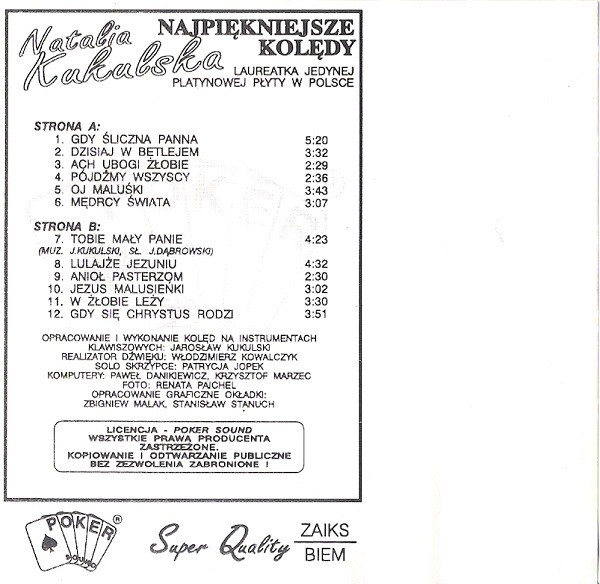 Natalia
Kukulska
NAJPIĘKNIEJSZE
KOLĘDY
LAUREATKA JEDYNEJ
PLATYNOWEJ PŁYTY W POLSCE
STRONA A:
1. GDY ŚLICZNA PANNA 5:20
2. DZISIAJ W BETLEJEM 3:32
3. ACH UBOGI ŻŁOBIE 2:29
4. PÓJDŹMY WSZYSCY 2:36
5. OJ MALUŚKI 3:43
6. MĘDRCY ŚWIATA 3:07
STRONA B:
7. TOBIE MAŁY PANIE 4:23
(MUZ. J.KUKULSKI, SŁ. J.DĄBROWSKI)
8. LULAJŻE JEZUNIU 4:32
9. ANIOŁ PASTERZOM 2:30
10. JEZUS MALUSIEŃKI 3:02
11. W ŻŁOBIE LEŻY 3:30
12. GDY SIĘ CHRYSTUS RODZI 3:51
OPRACOWANIE I WYKONANIE KOLĘD NA INSTRUMENTACH
KLAWISZOWYCH: JAROSŁAW KUKULSKI
REALIZATOR DŹWIĘKU: WŁODZIMIERZ KOWALCZYK
SOLO SKRZYPCE: PATRYCJA JOPEK
KOMPUTERY: PAWEŁ DANIKIEWICZ, KRZYSZTOF MARZEC
FOTO: RENATA PAJCHEL
OPRACOWANIE GRAFICZNE OKŁADKI:
ZBIGNIEW MALAK, STANISŁAW STANUCH
LICENCJA - POKER SOUND
WSZYSTKIE PRAWA PRODUCENTA
ZASTRZEŻONE.
KOPIOWANIE I ODTWARZANIE PUBLICZNE
BEZ ZEZWOLENIA ZABRONIONE !
POKER ®
SOUND
Super Quality
ZAIKS
BIEM